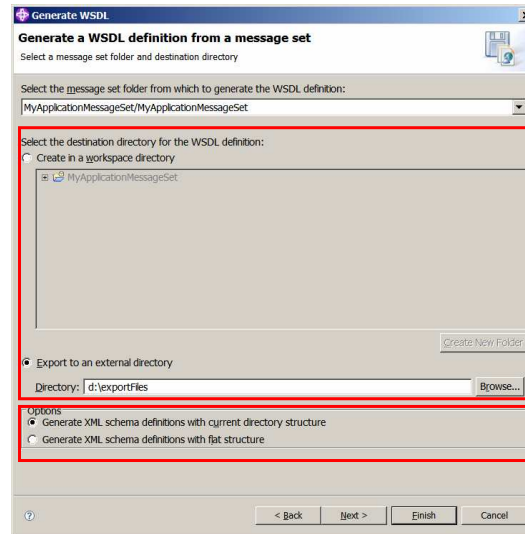 Generate WSDL
Generate a WSDL definition from a message set
Select a message set folder and destination directory
Select the message set folder from which to generate the WSDL definition:
MyApplicationMessageSet/MyApplicationMessageSet
Select the destination directory for the WSDL definition:
Create in a workspace directory
MyApplicationMessageSet
Create New Folder
Export to an external directory
Directory: d:\exportFiles Browse...
Options
Generate XML schema definitions with current directory structure
Generate XML schema definitions with flat structure
< Back Next > Finish Cancel